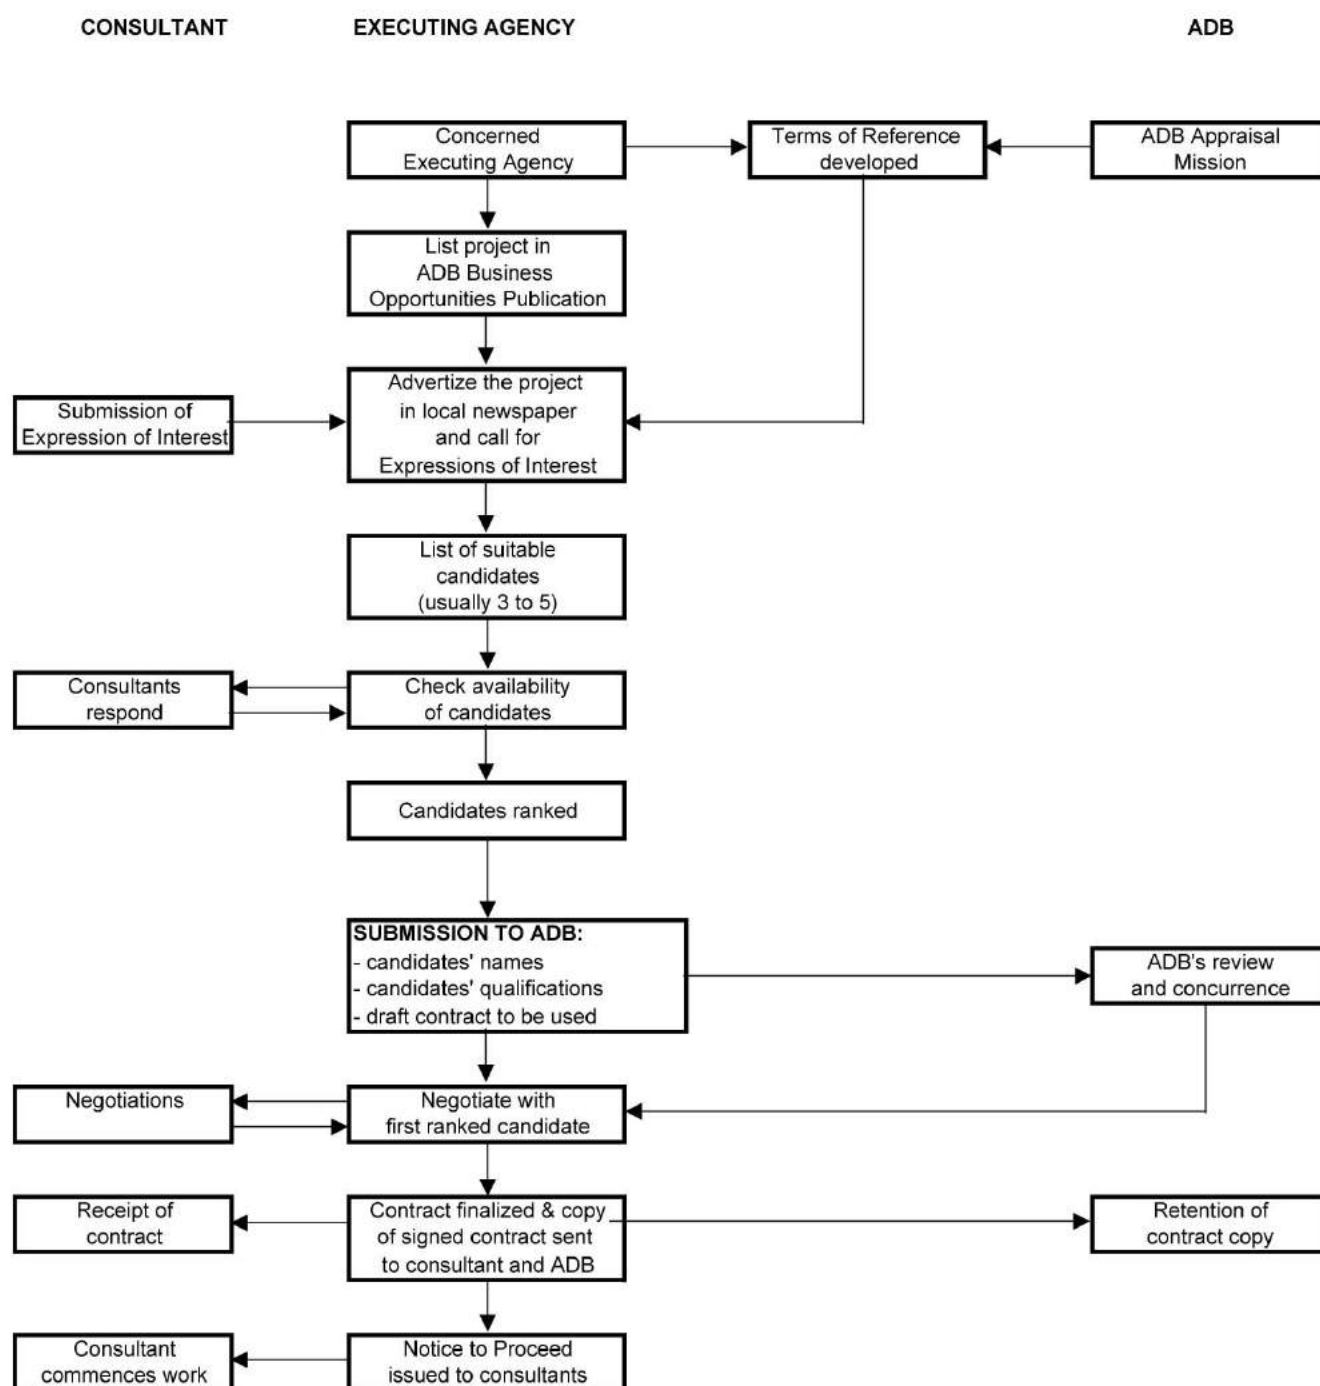 CONSULTANT
EXECUTING AGENCY
ADB
Concerned
Executing Agency
Terms of Reference
developed
ADB Appraisal
Mission
List project in
ADB Business
Opportunities Publication
Submission of
Expression of Interest
Advertize the project
in local newspaper
and call for
Expressions of Interest
List of suitable
candidates
(usually 3 to 5)
Consultants
respond
Check availability
of candidates
Candidates ranked
SUBMISSION TO ADB:
- candidates' names
- candidates' qualifications
- draft contract to be used
ADB's review
and concurrence
Negotiations
Negotiate with
first ranked candidate
Receipt of
contract
Contract finalized & copy
of signed contract sent
to consultant and ADB
Retention of
contract copy
Consultant
commences work
Notice to Proceed
issued to consultants